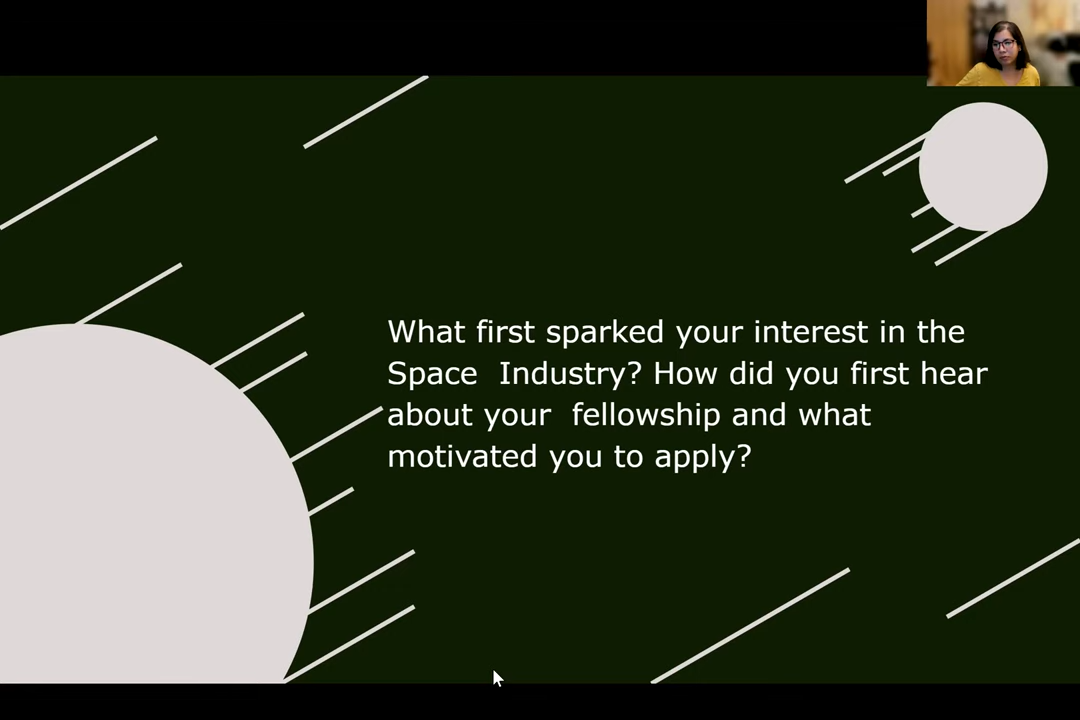 What first sparked your interest in the
Space  Industry? How did you first hear
about your  fellowship and what
motivated you to apply?